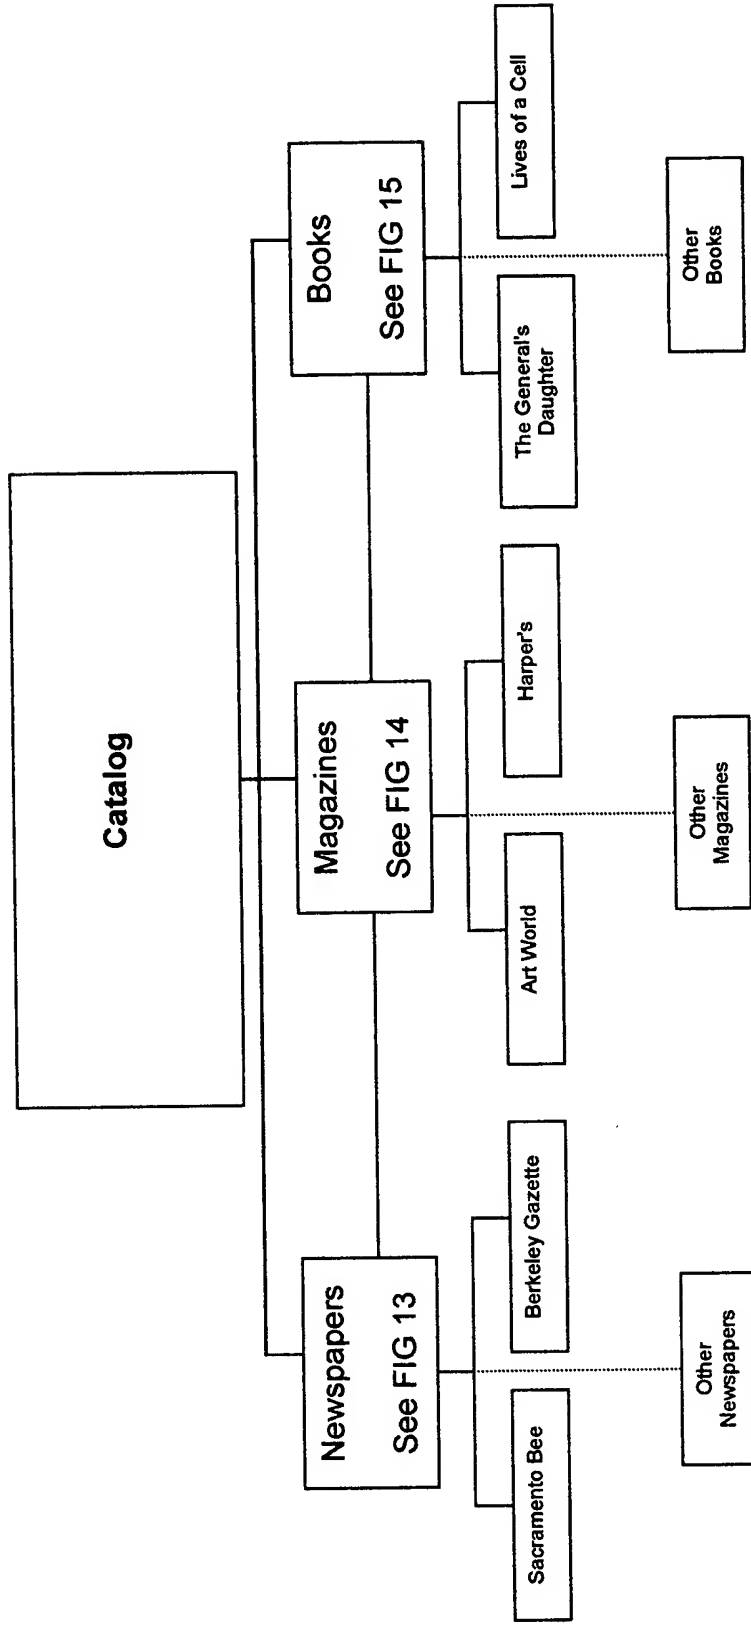 Catalog
Newspapers
See FIG 13
Magazines
See FIG 14
Books
See FIG 15
Sacramento Bee
Berkeley Gazette
Art World
Harper's
The General's
Daughter
Lives of a Cell
Other
Newspapers
Other
Magazines
Other
Books